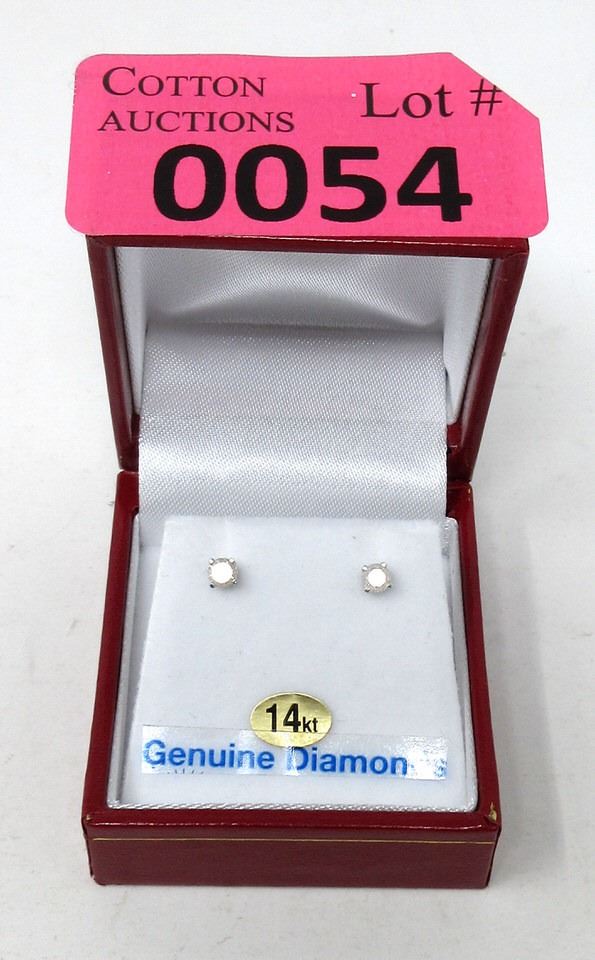 COTTON Lot #
AUCTIONS
0054
14kt
Genuine Diamon s